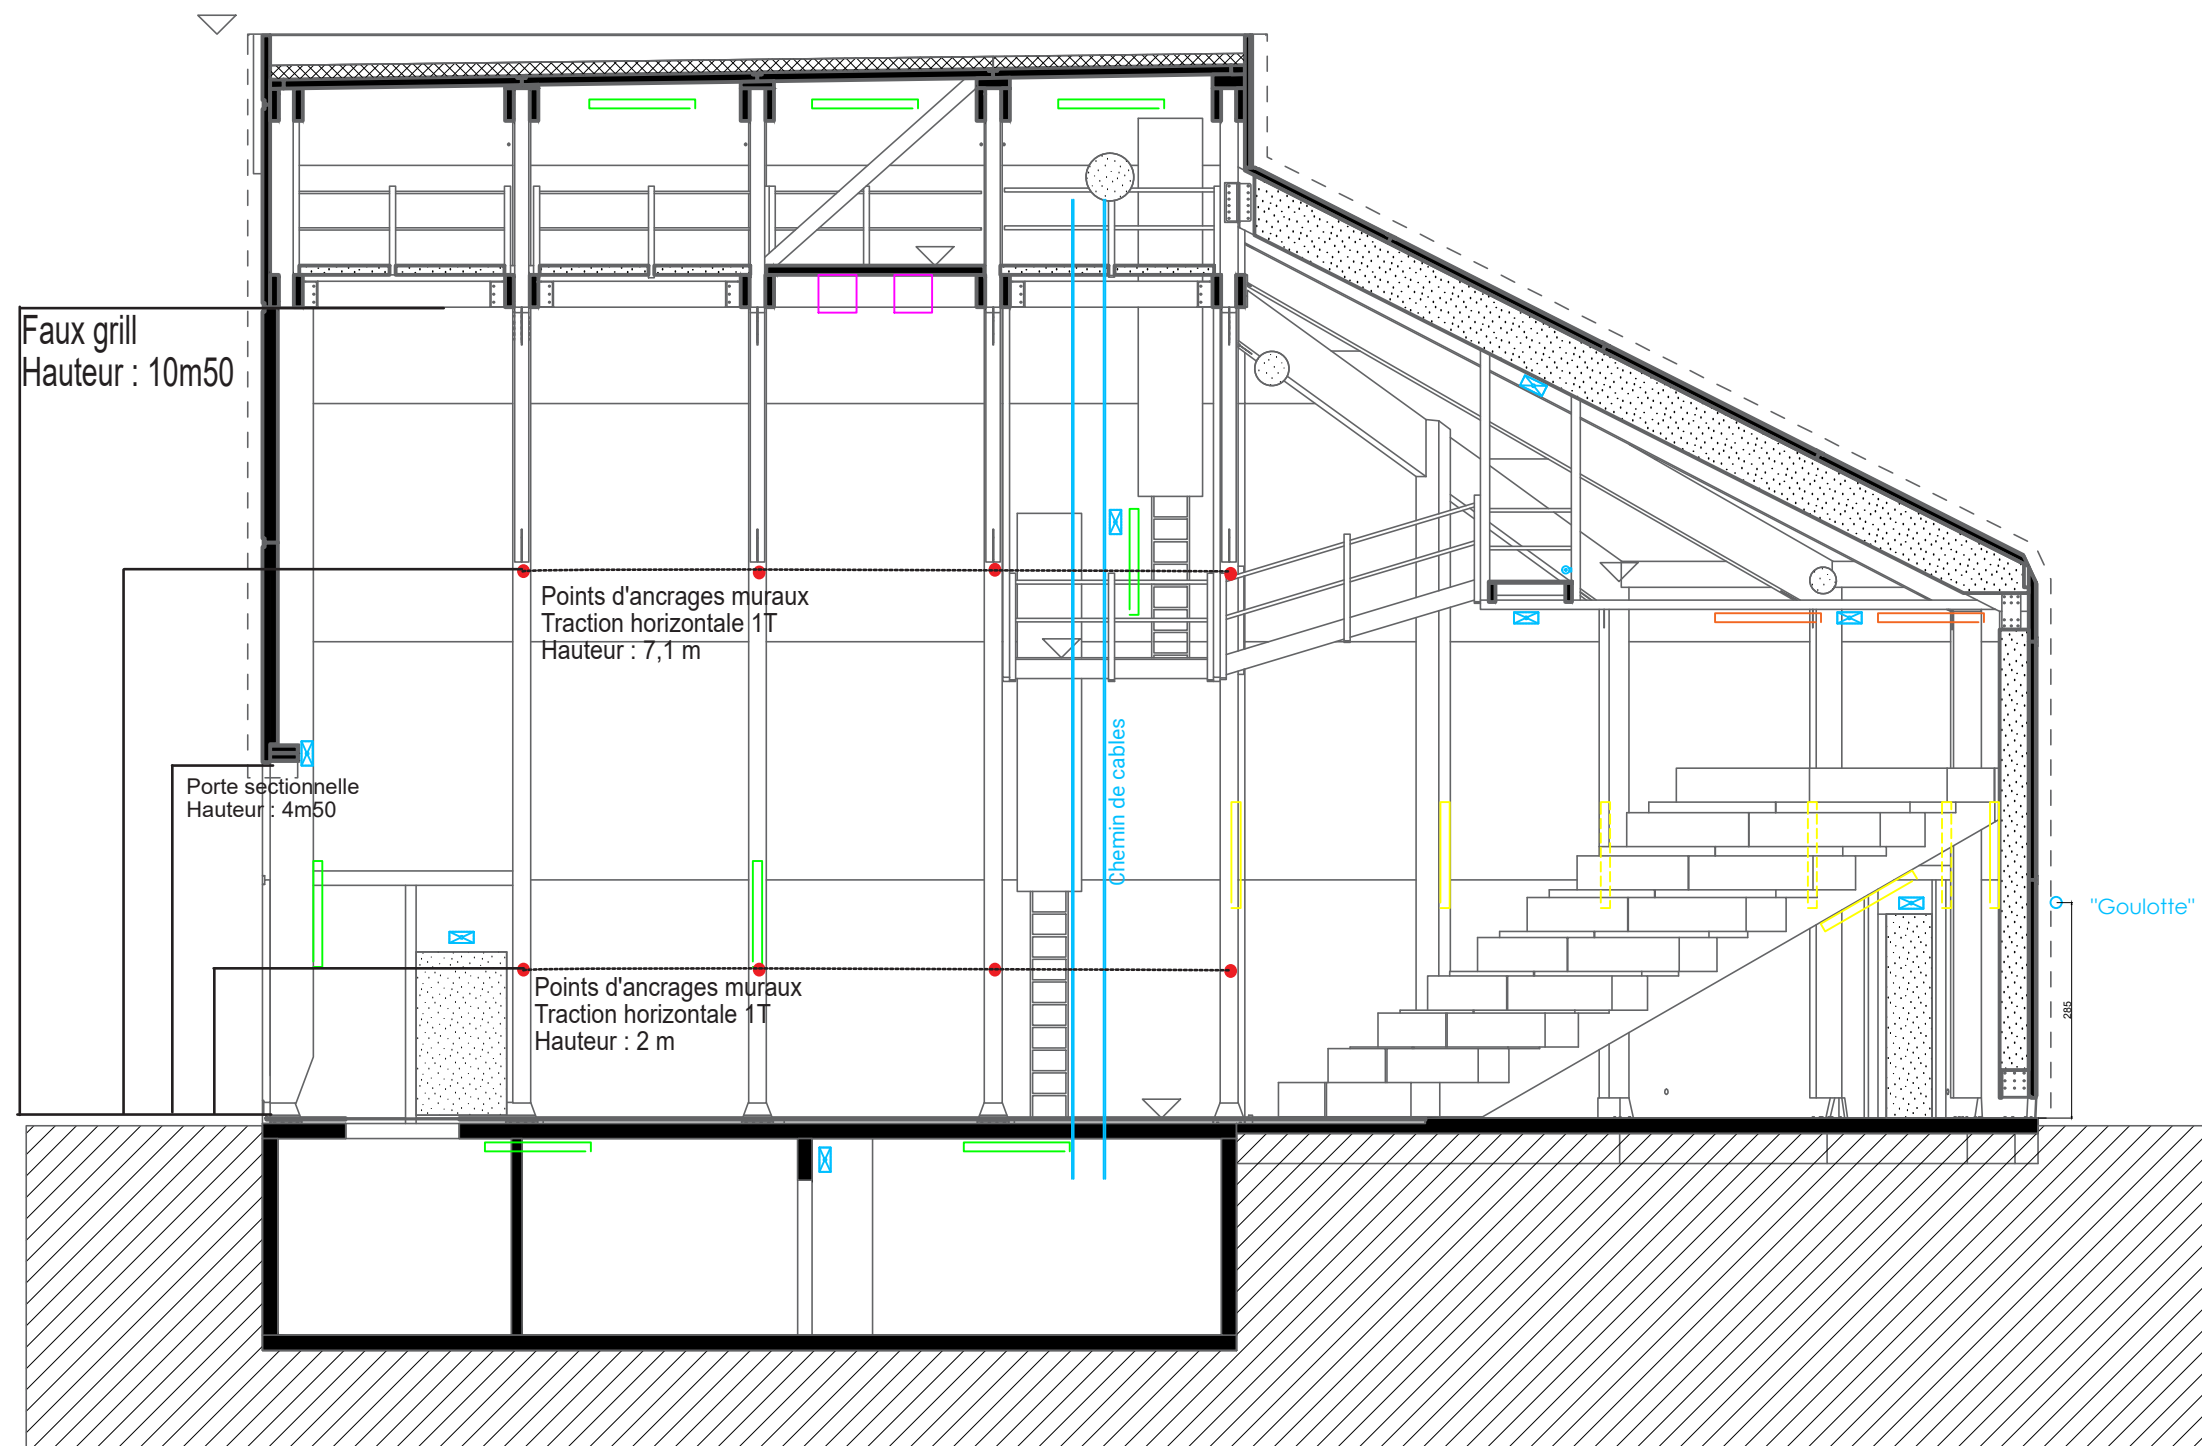 Faux grill
Hauteur : 10m50
Points d'ancrages muraux
Traction horizontale 1T
Hauteur : 7,1 m
Porte sectionnelle
Hauteur : 4m50
Chemin de cables
"Goulotte"
285
Points d'ancrages muraux
Traction horizontale 1T
Hauteur : 2 m